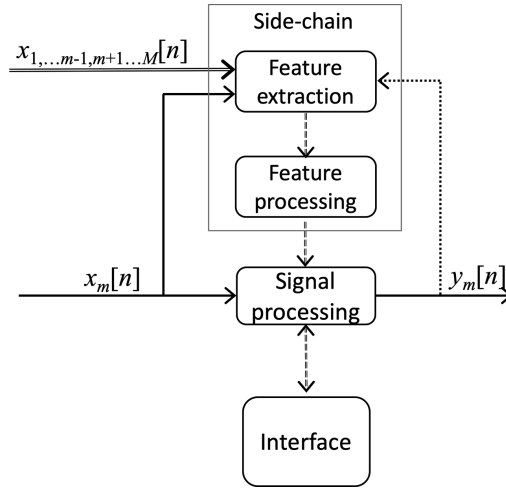 Side-chain
x1,…m-1,m+1…M[n]
Feature
extraction
Feature
processing
xm[n]
Signal
processing
ym[n]
Interface